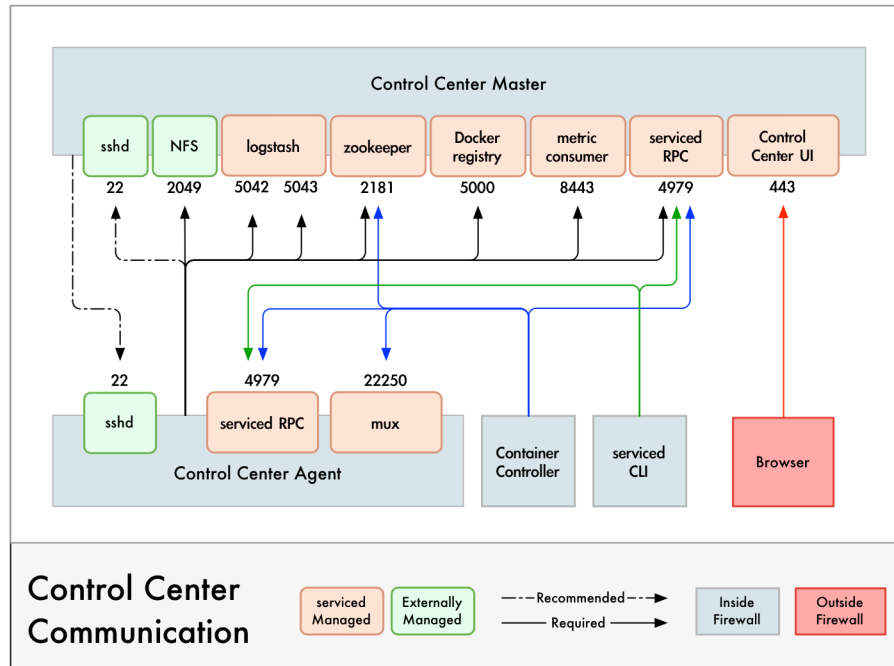 Control Center Master
sshd
NFS
logstash
zookeeper
Docker
registry
metric
consumer
serviced
RPC
Control
Center UI
22
2049
5042
5043
2181
5000
8443
4979
443
22
4979
22250
sshd
serviced RPC
mux
Control Center Agent
Container
Controller
serviced
CLI
Browser
Control Center
Communication
serviced
Managed
Externally
Managed
Recommended
Required
Inside
Firewall
Outside
Firewall